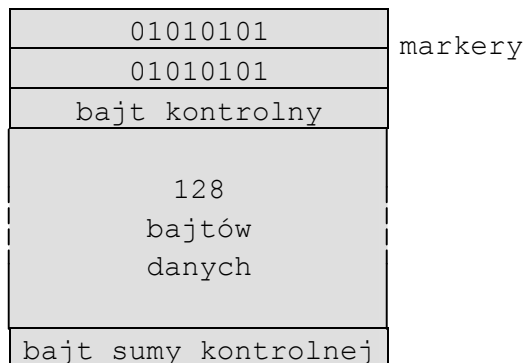 01010101
markery
01010101
bajt kontrolny
128
bajtów
danych
bajt sumy kontrolnej